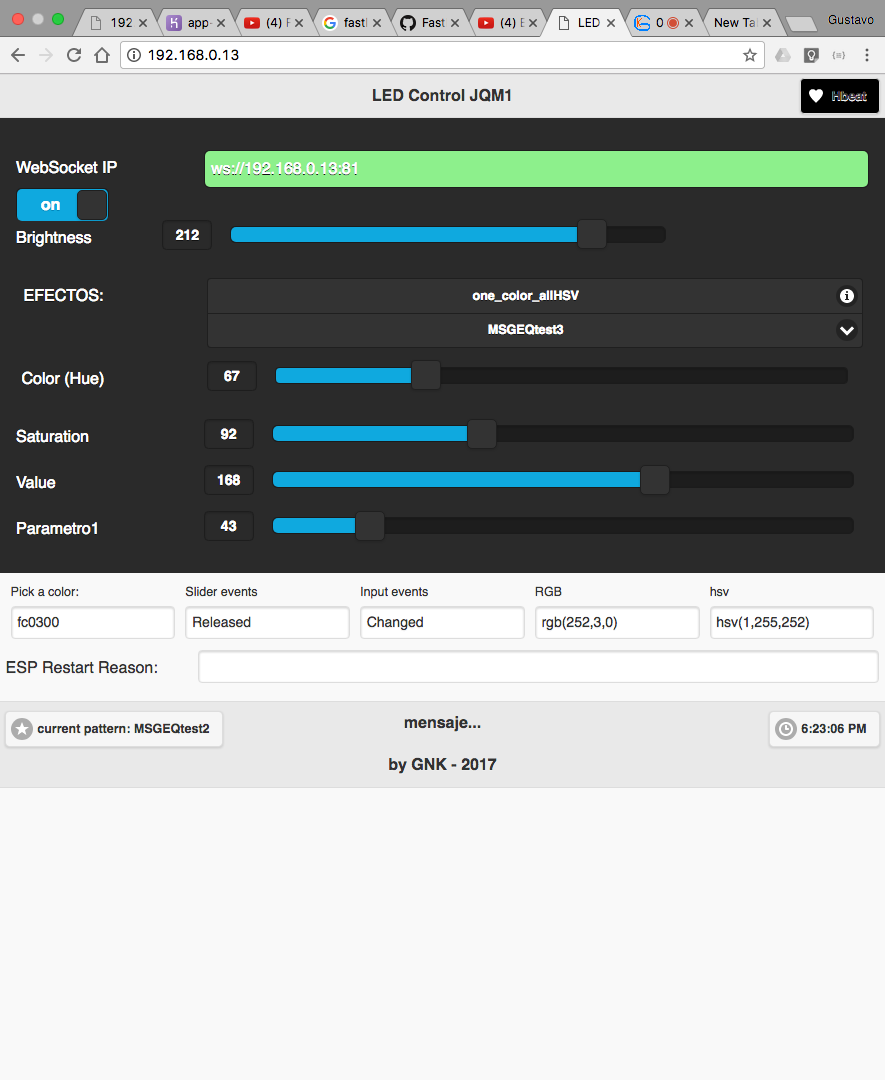 192
app-
(4) F
fastl
Fast
(4) E
LED
0
New Ta
Gustavo
192.168.0.13
LED Control JQM1
Hbeat
WebSocket IP
ws://192.168.0.13:81
on
Brightness
212
EFECTOS:
one_color_allHSV
MSGEQtest3
Color (Hue)
67
Saturation
92
Value
168
Parametro1
43
Pick a color:
Slider events
Input events
RGB
hsv
fc0300
Released
Changed
rgb(252,3,0)
hsv(1,255,252)
ESP Restart Reason:
current pattern: MSGEQtest2
mensaje...
6:23:06 PM
by GNK - 2017